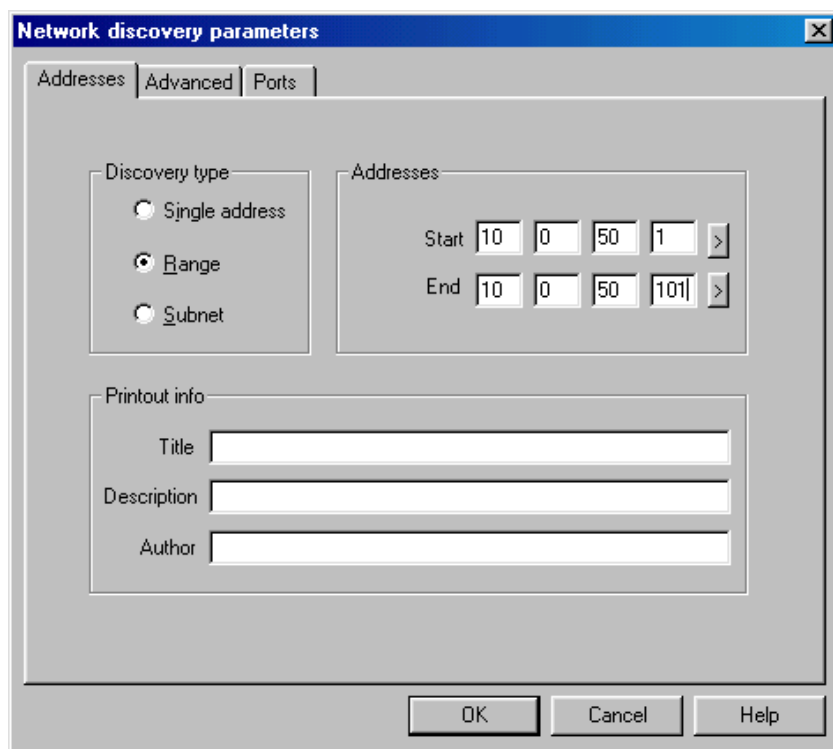 Network discovery parameters
Addresses Advanced Ports
Discovery type
Single address
Range
Subnet
Addresses
Start 10 0 50 1 >
End 10 0 50 101 >
Printout info
Title
Description
Author
OK Cancel Help